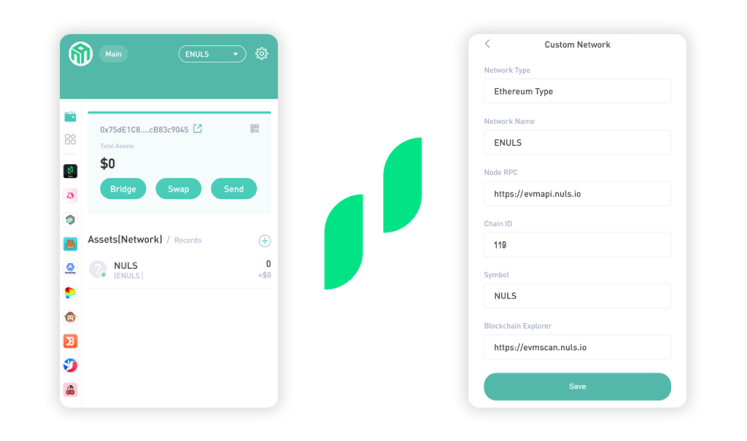 Main
ENULS
0x75dE1C8....cB83c9045
Total Assets
$0
Bridge
Swap
Send
Assets(Network) / Records
NULS
0
(ENULS )
≈$0
Custom Network
Network Type
Ethereum Type
Network Name
ENULS
Node RPC
https://evmapi.nuls.io
Chain ID
119
Symbol
NULS
Blockchain Explorer
https://evmscan.nuls.io
Save